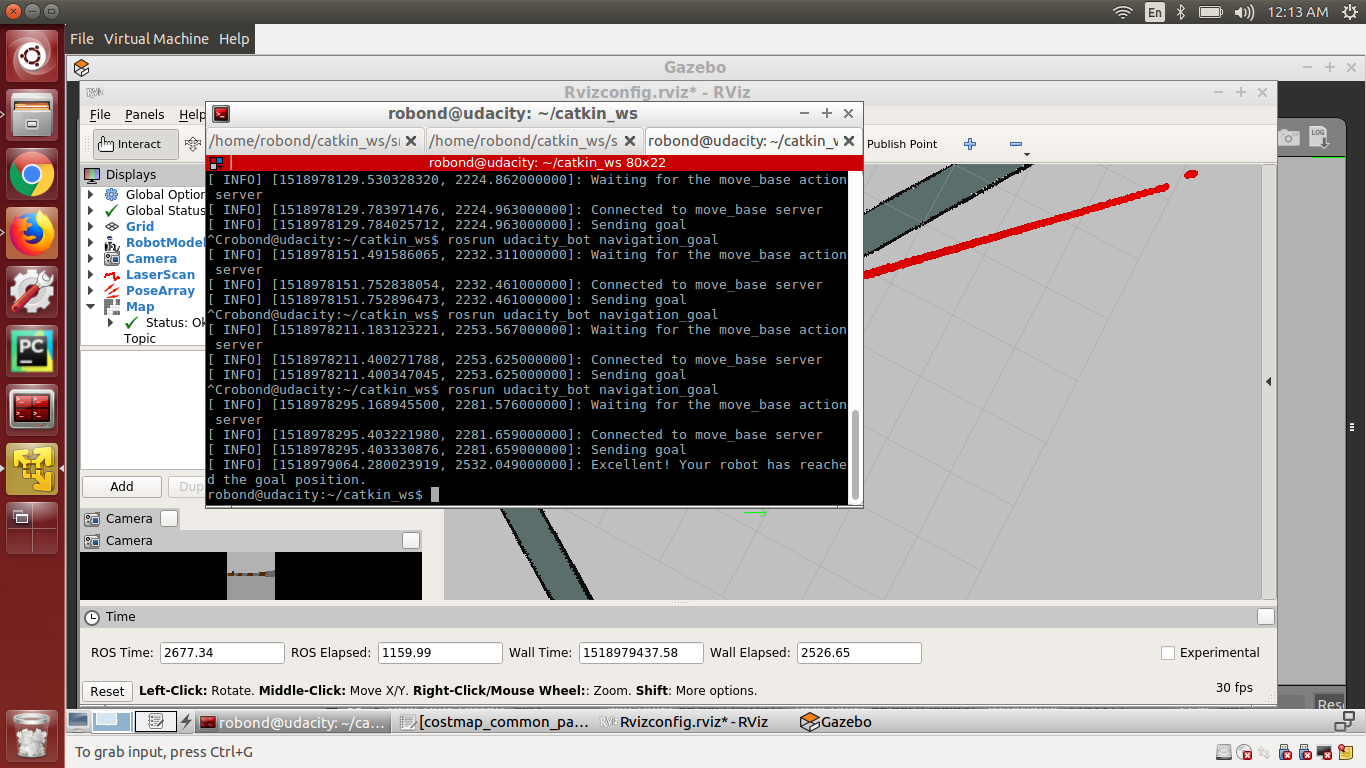 En
12:13 AM
File Virtual Machine Help
Gazebo
Rvizconfig.rviz* - RViz
File Panels Help
robond@udacity: ~/catkin_ws
Interact
/home/robond/catkin_ws/sr
/home/robond/catkin_ws/s
robond@udacity: ~/catkin_w
Publish Point
LOG
robond@udacity: ~/catkin_ws 80x22
Displays
Global Option
Global Status
Grid
RobotModel
Camera
LaserScan
PoseArray
Map
Status: Ok
Topic
Add
Dup
[ INFO] [1518978129.530328320, 2224.862000000]: Waiting for the move_base action
server
[ INFO] [1518978129.783971476, 2224.963000000]: Connected to move_base server
[ INFO] [1518978129.784025712, 2224.963000000]: Sending goal
^Crobond@udacity:~/catkin_ws$ rosrun udacity_bot navigation_goal
[ INFO] [1518978151.491586065, 2232.311000000]: Waiting for the move_base action
server
[ INFO] [1518978151.752838054, 2232.461000000]: Connected to move_base server
[ INFO] [1518978151.752896473, 2232.461000000]: Sending goal
^Crobond@udacity:~/catkin_ws$ rosrun udacity_bot navigation_goal
[ INFO] [1518978211.183123221, 2253.567000000]: Waiting for the move_base action
server
[ INFO] [1518978211.400271788, 2253.625000000]: Connected to move_base server
[ INFO] [1518978211.400347045, 2253.625000000]: Sending goal
^Crobond@udacity:~/catkin_ws$ rosrun udacity_bot navigation_goal
[ INFO] [1518978295.168945500, 2281.576000000]: Waiting for the move_base action
server
[ INFO] [1518978295.403221980, 2281.659000000]: Connected to move_base server
[ INFO] [1518978295.403330876, 2281.659000000]: Sending goal
[ INFO] [1518979064.280023919, 2532.049000000]: Excellent! Your robot has reache
d the goal position.
robond@udacity:~/catkin_ws$
PC
Camera
Camera
Time
ROS Time: 2677.34 ROS Elapsed: 1159.99 Wall Time: 1518979437.58 Wall Elapsed: 2526.65 Experimental
Reset Left-Click: Rotate. Middle-Click: Move X/Y. Right-Click/Mouse Wheel:: Zoom. Shift: More options.
30 fps
Rese
robond@udacity: ~/ca...
[costmap_common_pa...
Rvizconfig.rviz* - RViz
Gazebo
To grab input, press Ctrl+G